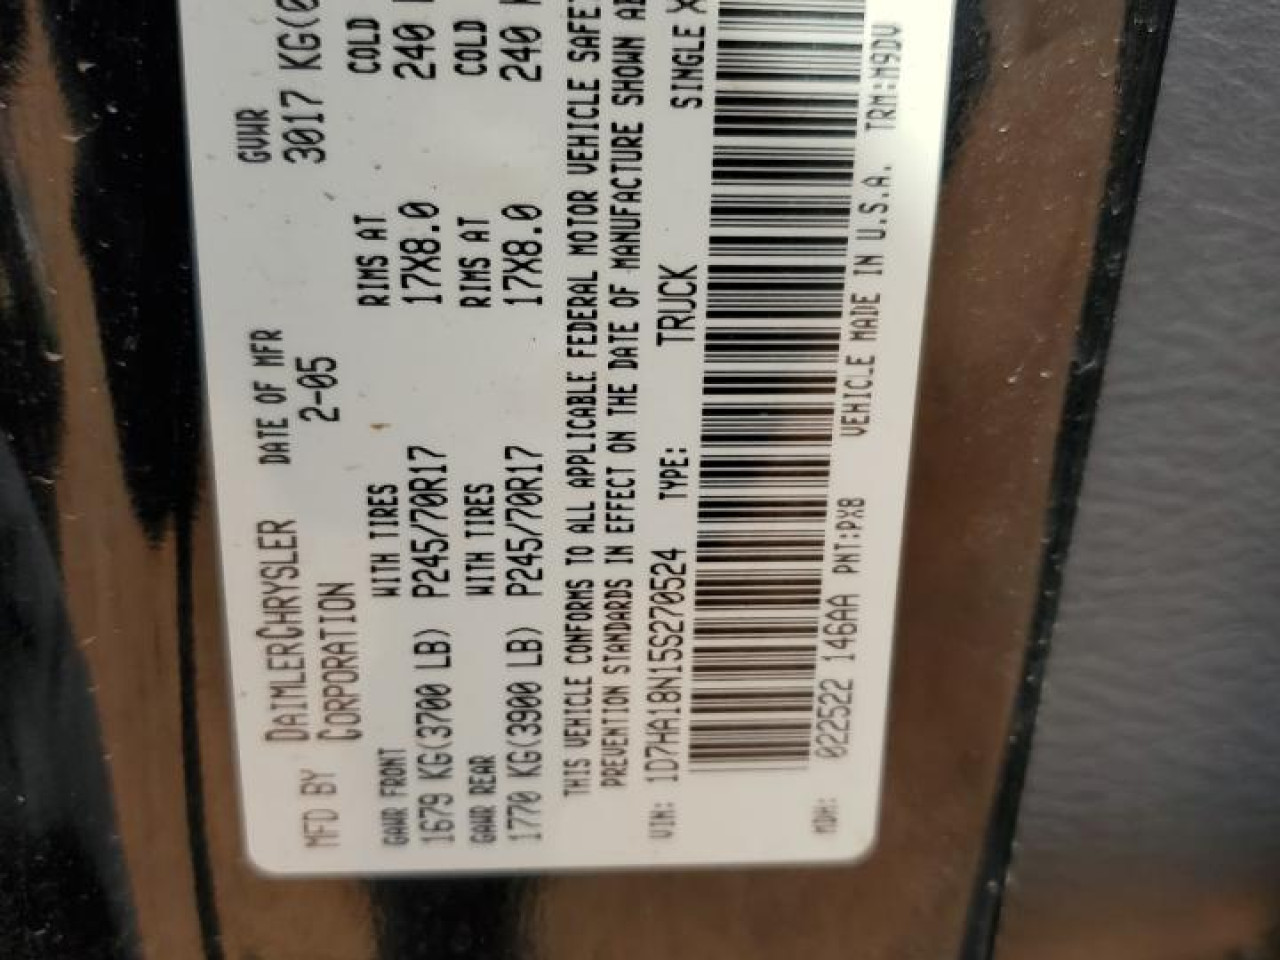 MFD BY DAIMLERCHRYSLER CORPORATION
DATE OF MFR
2-05
GVWR
3017 KG(
GAWR FRONT WITH TIRES RIMS AT COLD
1679 KG(3700 LB) P245/70R17 17X8.0 240
GAWR REAR WITH TIRES RIMS AT COLD
1770 KG(3900 LB) P245/70R17 17X8.0 240
THIS VEHICLE CONFORMS TO ALL APPLICABLE FEDERAL MOTOR VEHICLE SAFE
PREVENTION STANDARDS IN EFFECT ON THE DATE OF MANUFACTURE SHOWN
VIN: 1D7HA18N15S270524 TYPE: TRUCK SINGLE X
MDH: 022522 146AA PNT:PX8 VEHICLE MADE IN U.S.A. TRM:M9DV